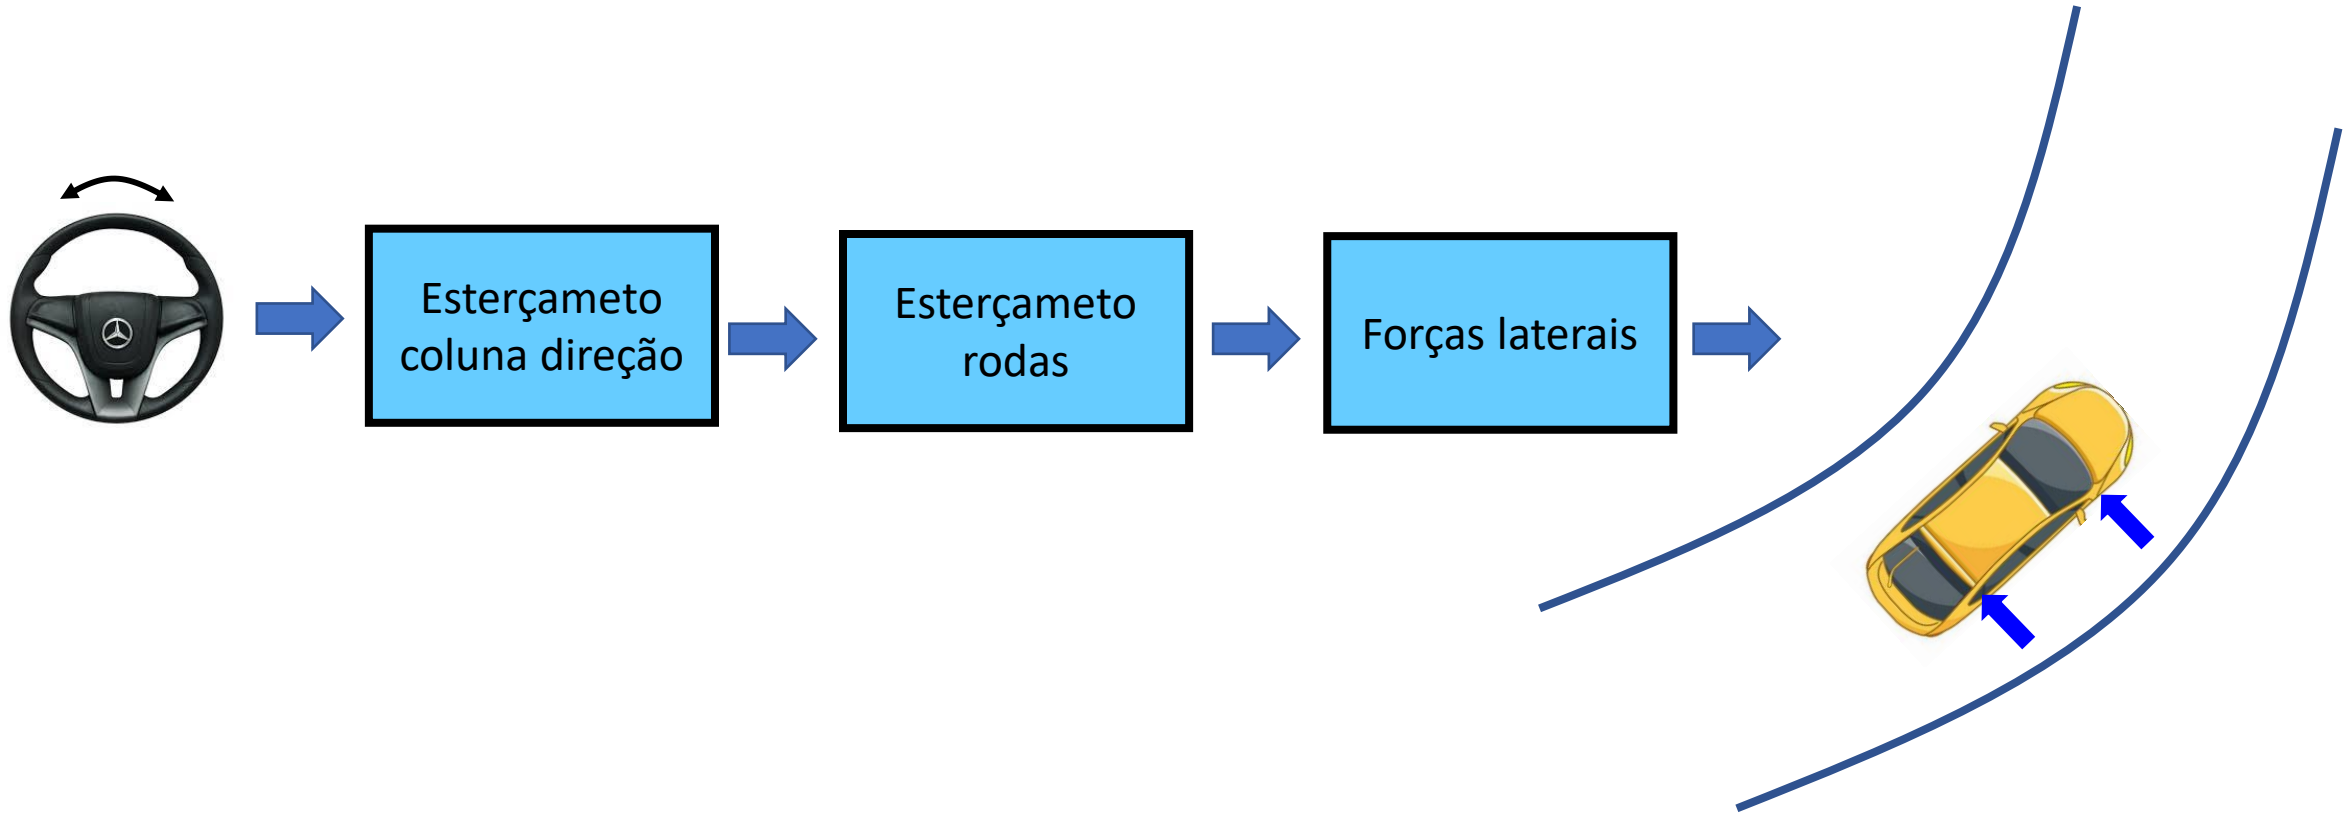 Esterçameto
coluna direção
Esterçameto
rodas
Forças laterais